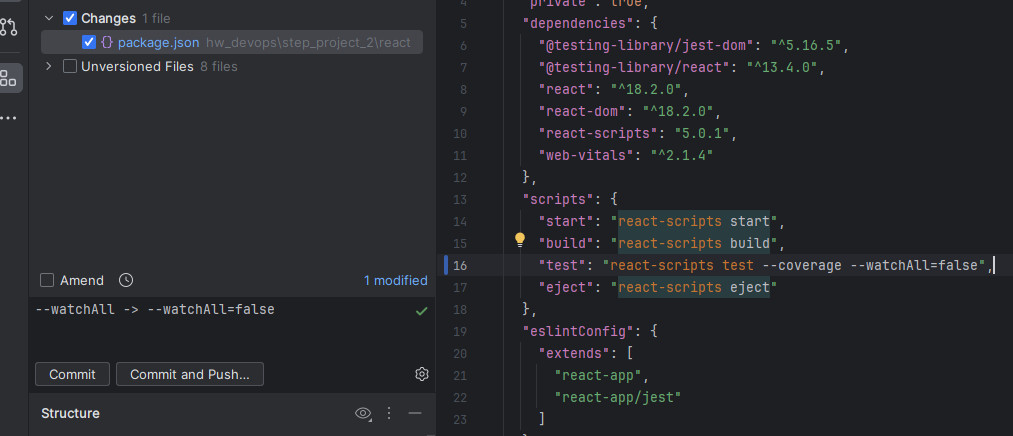 Changes 1 file
package.json hw_devops\step_project_2\react
Unversioned Files 8 files
Amend
1 modified
--watchAll -> --watchAll=false
Commit
Commit and Push...
Structure
4 "private": true,
5 "dependencies": {
6 "@testing-library/jest-dom": "^5.16.5",
7 "@testing-library/react": "^13.4.0",
8 "react": "^18.2.0",
9 "react-dom": "^18.2.0",
10 "react-scripts": "5.0.1",
11 "web-vitals": "^2.1.4"
12 },
13 "scripts": {
14 "start": "react-scripts start",
15 "build": "react-scripts build",
16 "test": "react-scripts test --coverage --watchAll=false",
17 "eject": "react-scripts eject"
18 },
19 "eslintConfig": {
20 "extends": [
21 "react-app",
22 "react-app/jest"
23 ]